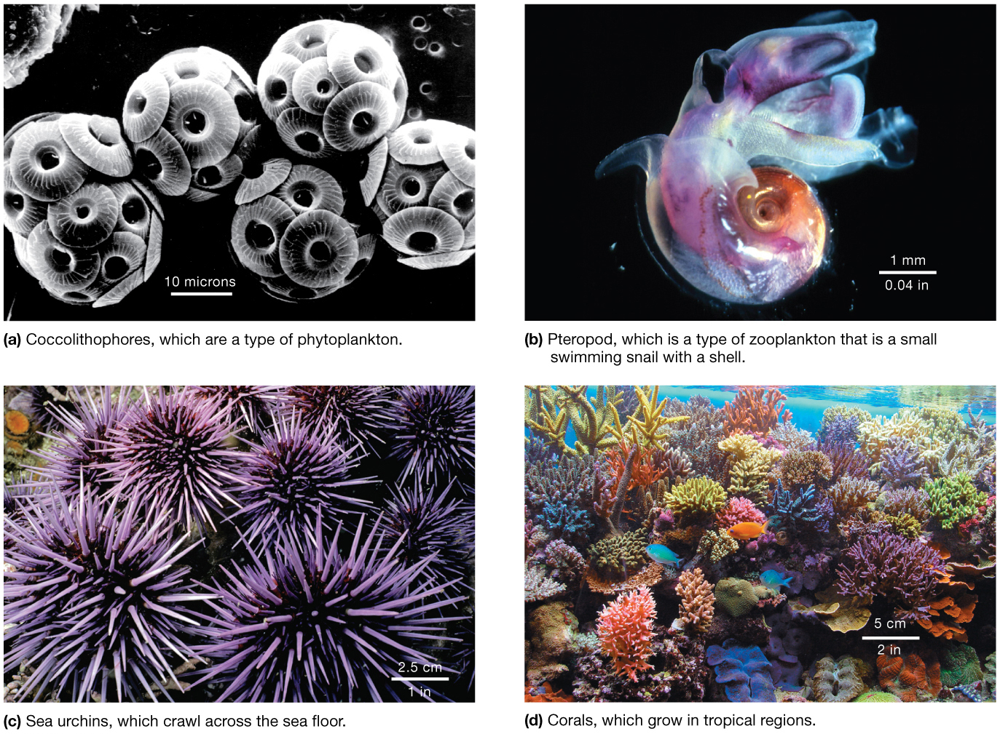 10 microns
1 mm
0.04 in
(a) Coccolithophores, which are a type of phytoplankton.
(b) Pteropod, which is a type of zooplankton that is a small
swimming snail with a shell.
2.5 cm
1 in
5 cm
2 in
(c) Sea urchins, which crawl across the sea floor.
(d) Corals, which grow in tropical regions.